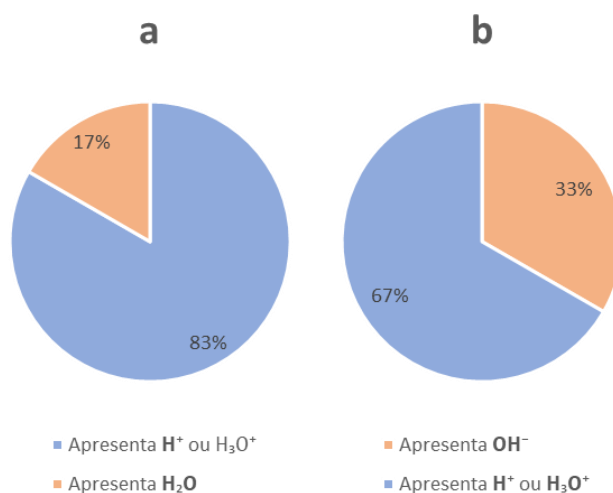 a
17%
83%
Apresenta H⁺ ou H₃O⁺
Apresenta H₂O
b
33%
67%
Apresenta OH⁻
Apresenta H⁺ ou H₃O⁺